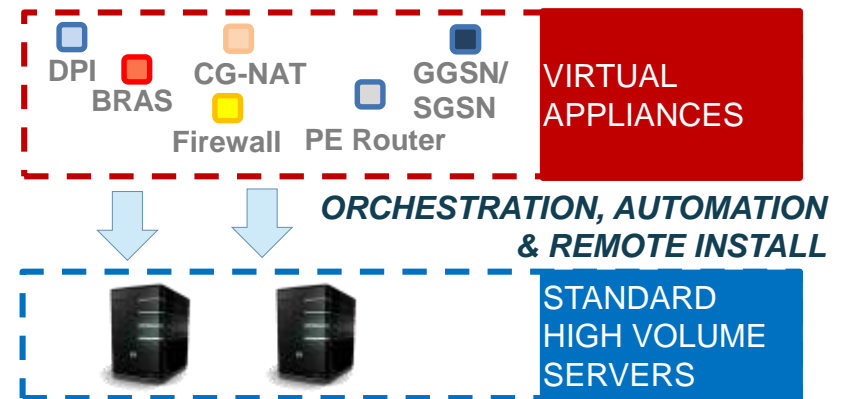 DPI
BRAS
CG-NAT
Firewall
PE Router
GGSN/
SGSN
VIRTUAL
APPLIANCES
ORCHESTRATION, AUTOMATION
& REMOTE INSTALL
STANDARD
HIGH VOLUME
SERVERS